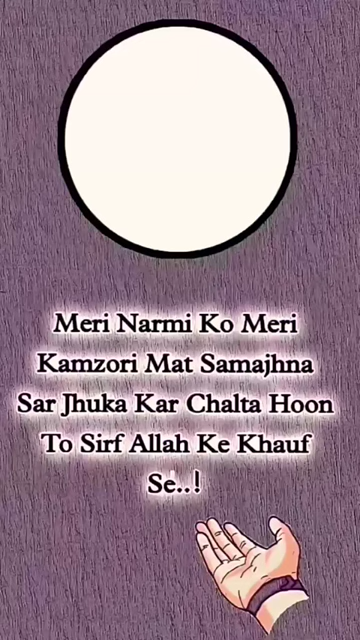 Meri Narmi Ko Meri
Kamzori Mat Samajhna
Sar Jhuka Kar Chalta Hoon
To Sirf Allah Ke Khauf
Se..!